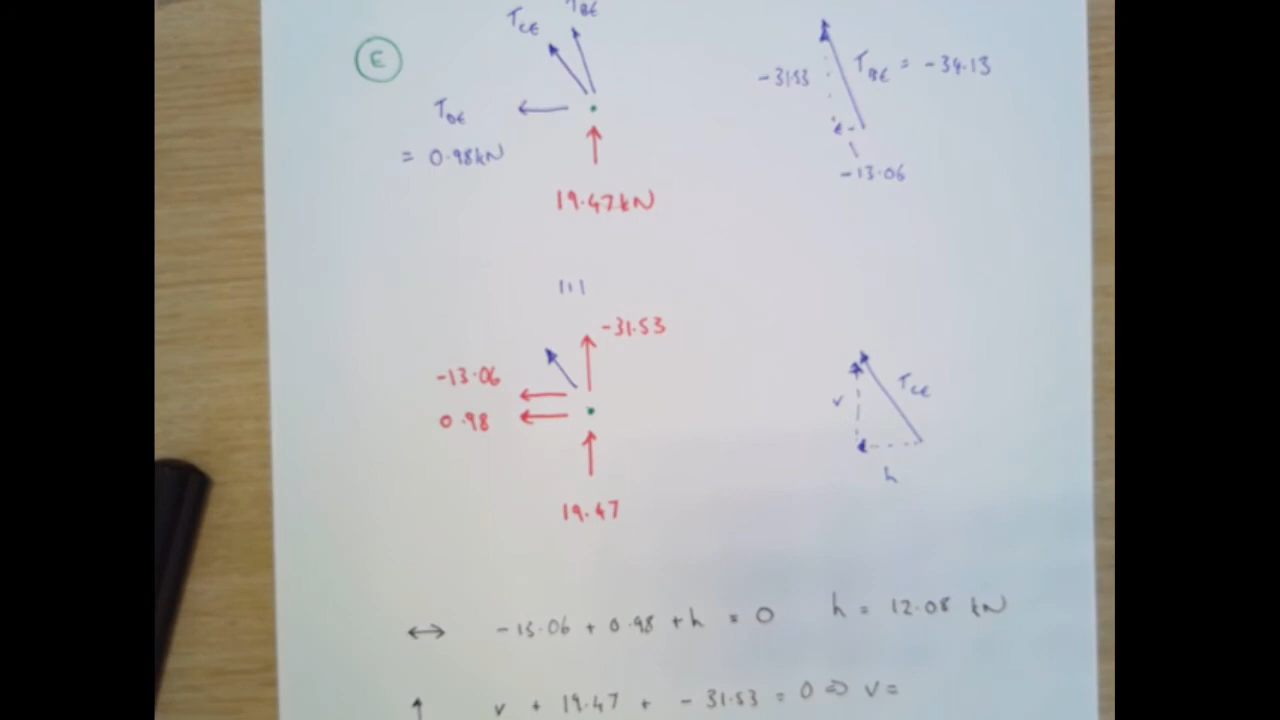 E
T_CE T_BE
T_DE
= 0.98kN
19.47kN
-31.53
T_BE = -34.13
-13.06
-31.53
-13.06
0.98
19.47
v
T_CE
h
↔ -13.06 + 0.98 + h = 0 h = 12.08 kN
↑ v + 19.47 + - 31.53 = 0 ⇒ v =